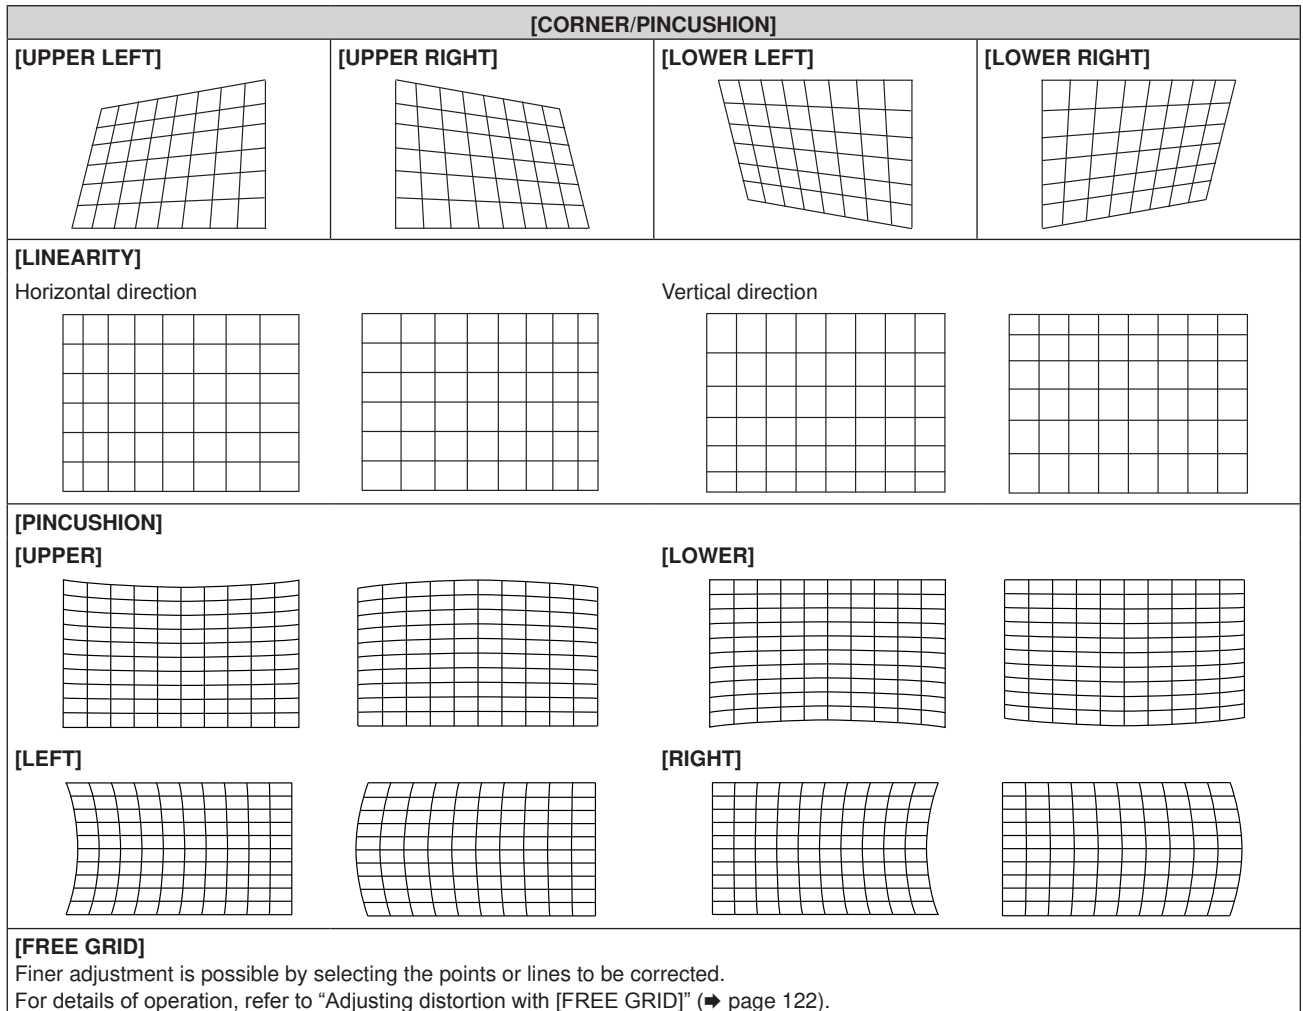 [CORNER/PINCUSHION]
[UPPER LEFT]
[UPPER RIGHT]
[LOWER LEFT]
[LOWER RIGHT]
[LINEARITY]
Horizontal direction
Vertical direction
[PINCUSHION]
[UPPER]
[LOWER]
[LEFT]
[RIGHT]
[FREE GRID]
Finer adjustment is possible by selecting the points or lines to be corrected.
For details of operation, refer to “Adjusting distortion with [FREE GRID]” (➡ page 122).